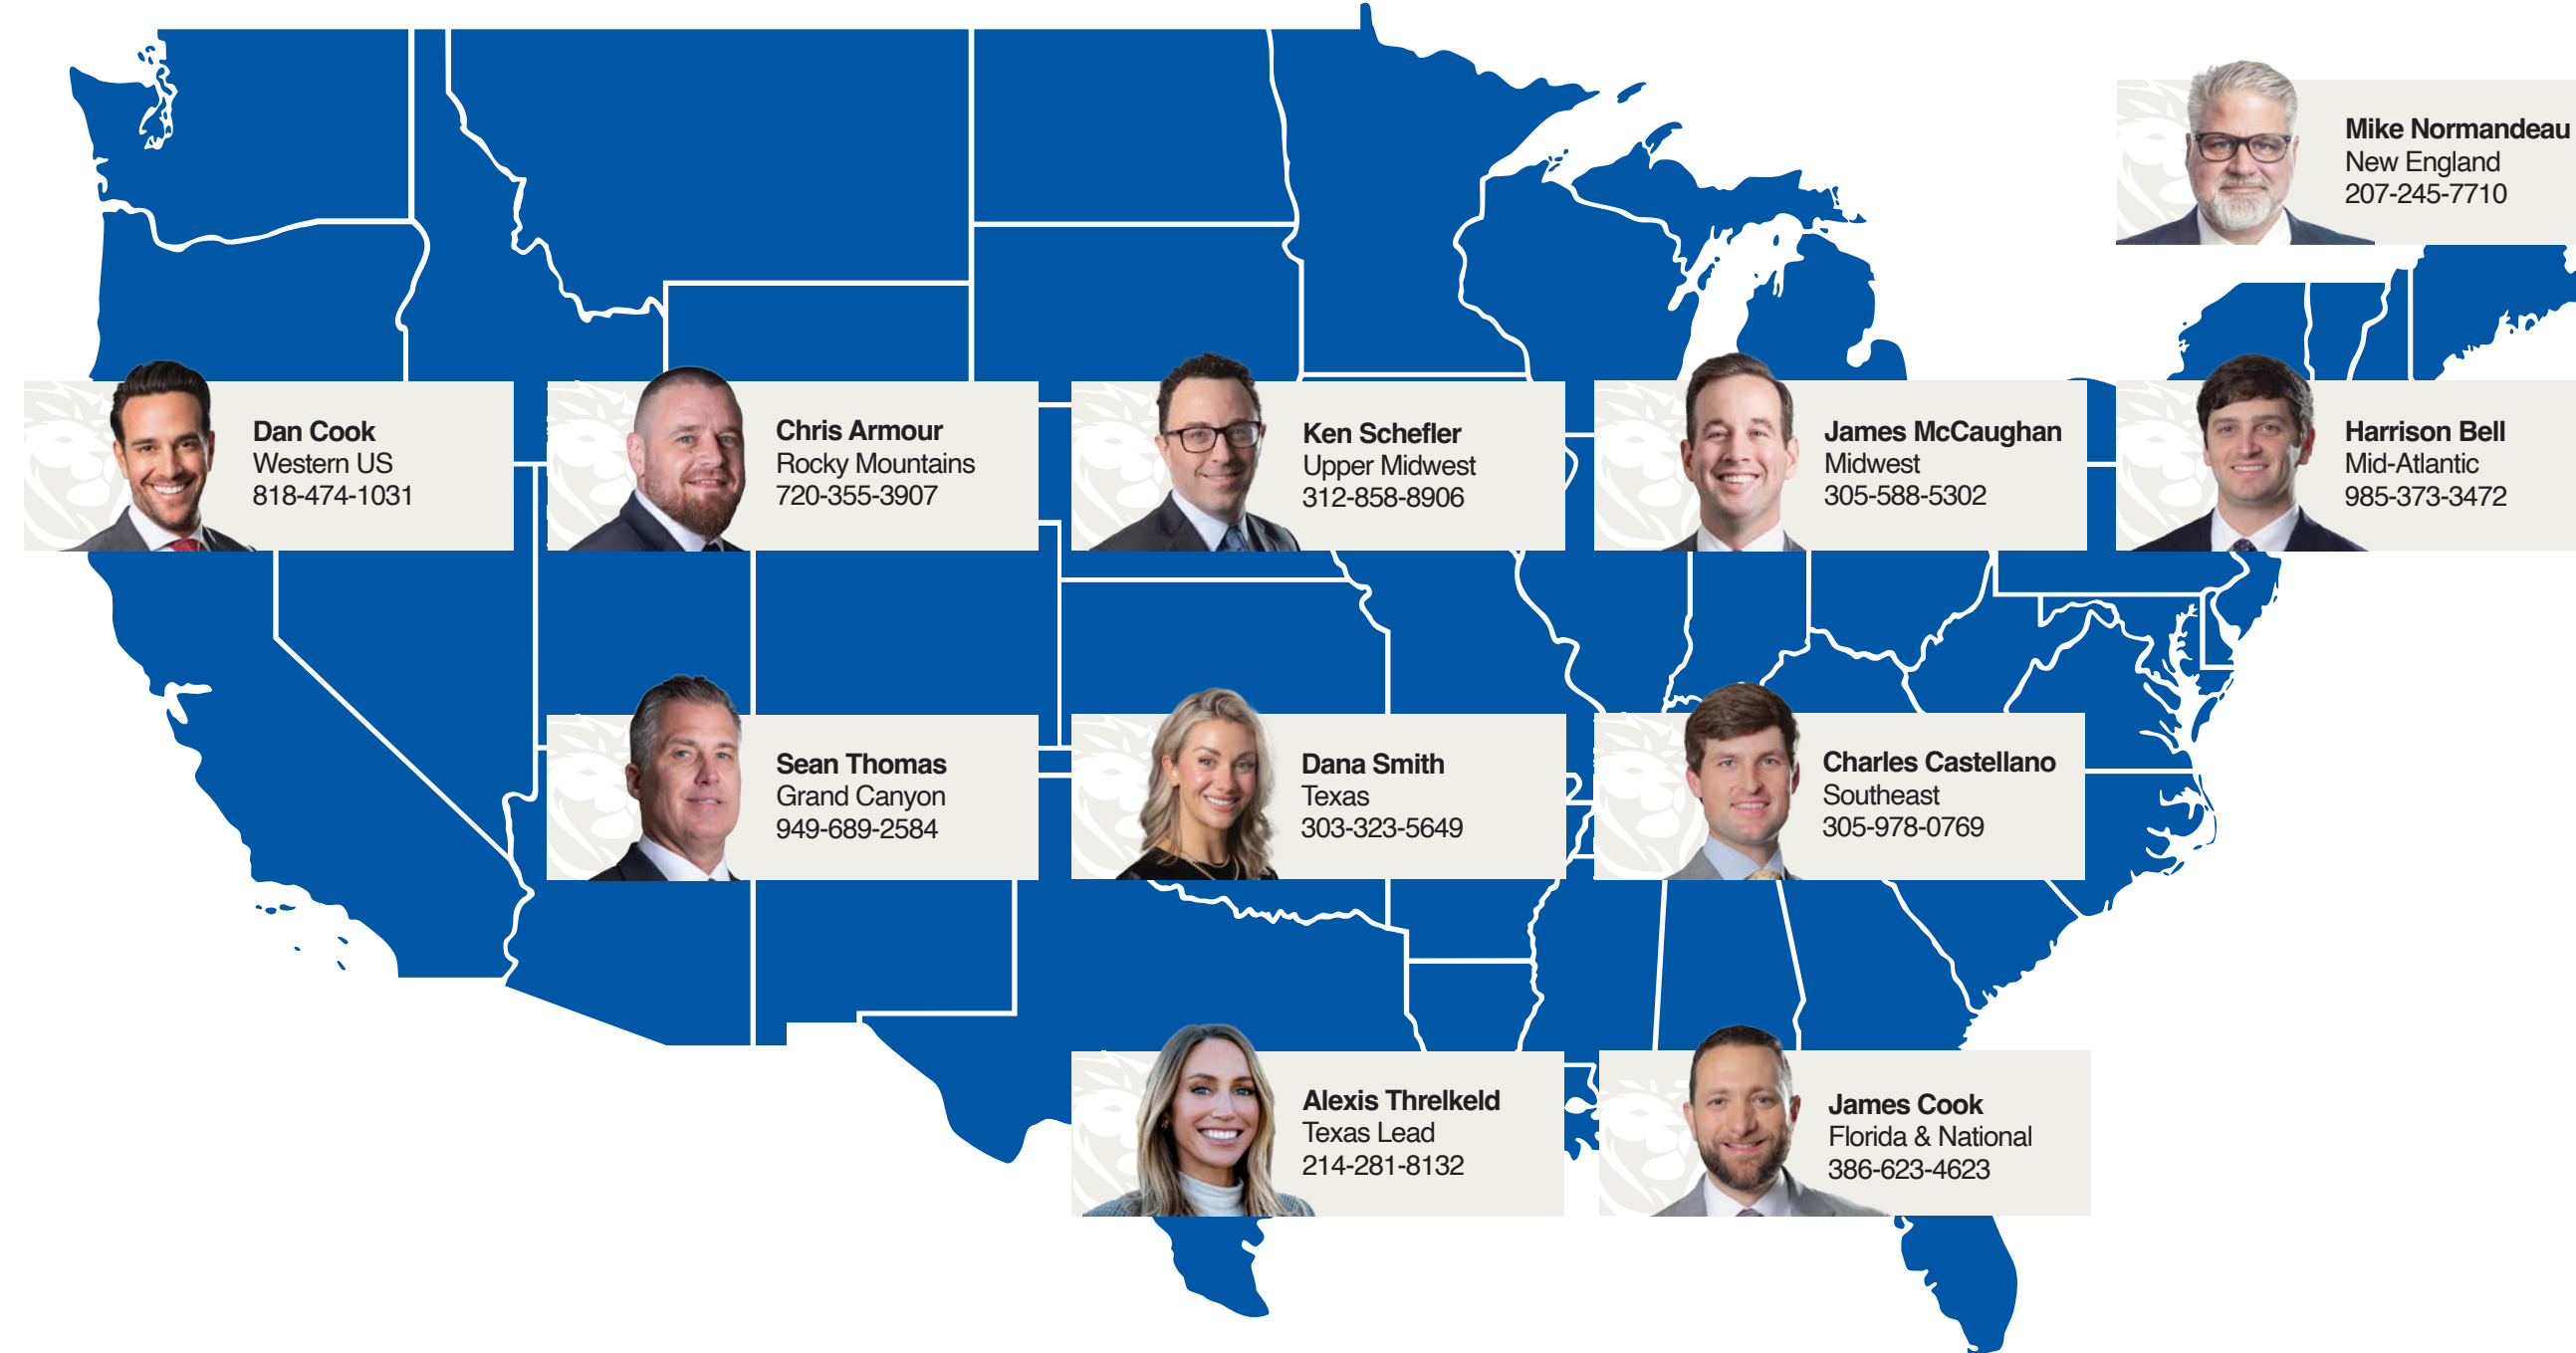 Mike Normandeau
New England
207-245-7710
Dan Cook
Western US
818-474-1031
Chris Armour
Rocky Mountains
720-355-3907
Ken Schefler
Upper Midwest
312-858-8906
James McCaughan
Midwest
305-588-5302
Harrison Bell
Mid-Atlantic
985-373-3472
Sean Thomas
Grand Canyon
949-689-2584
Dana Smith
Texas
303-323-5649
Charles Castellano
Southeast
305-978-0769
Alexis Threlkeld
Texas Lead
214-281-8132
James Cook
Florida & National
386-623-4623